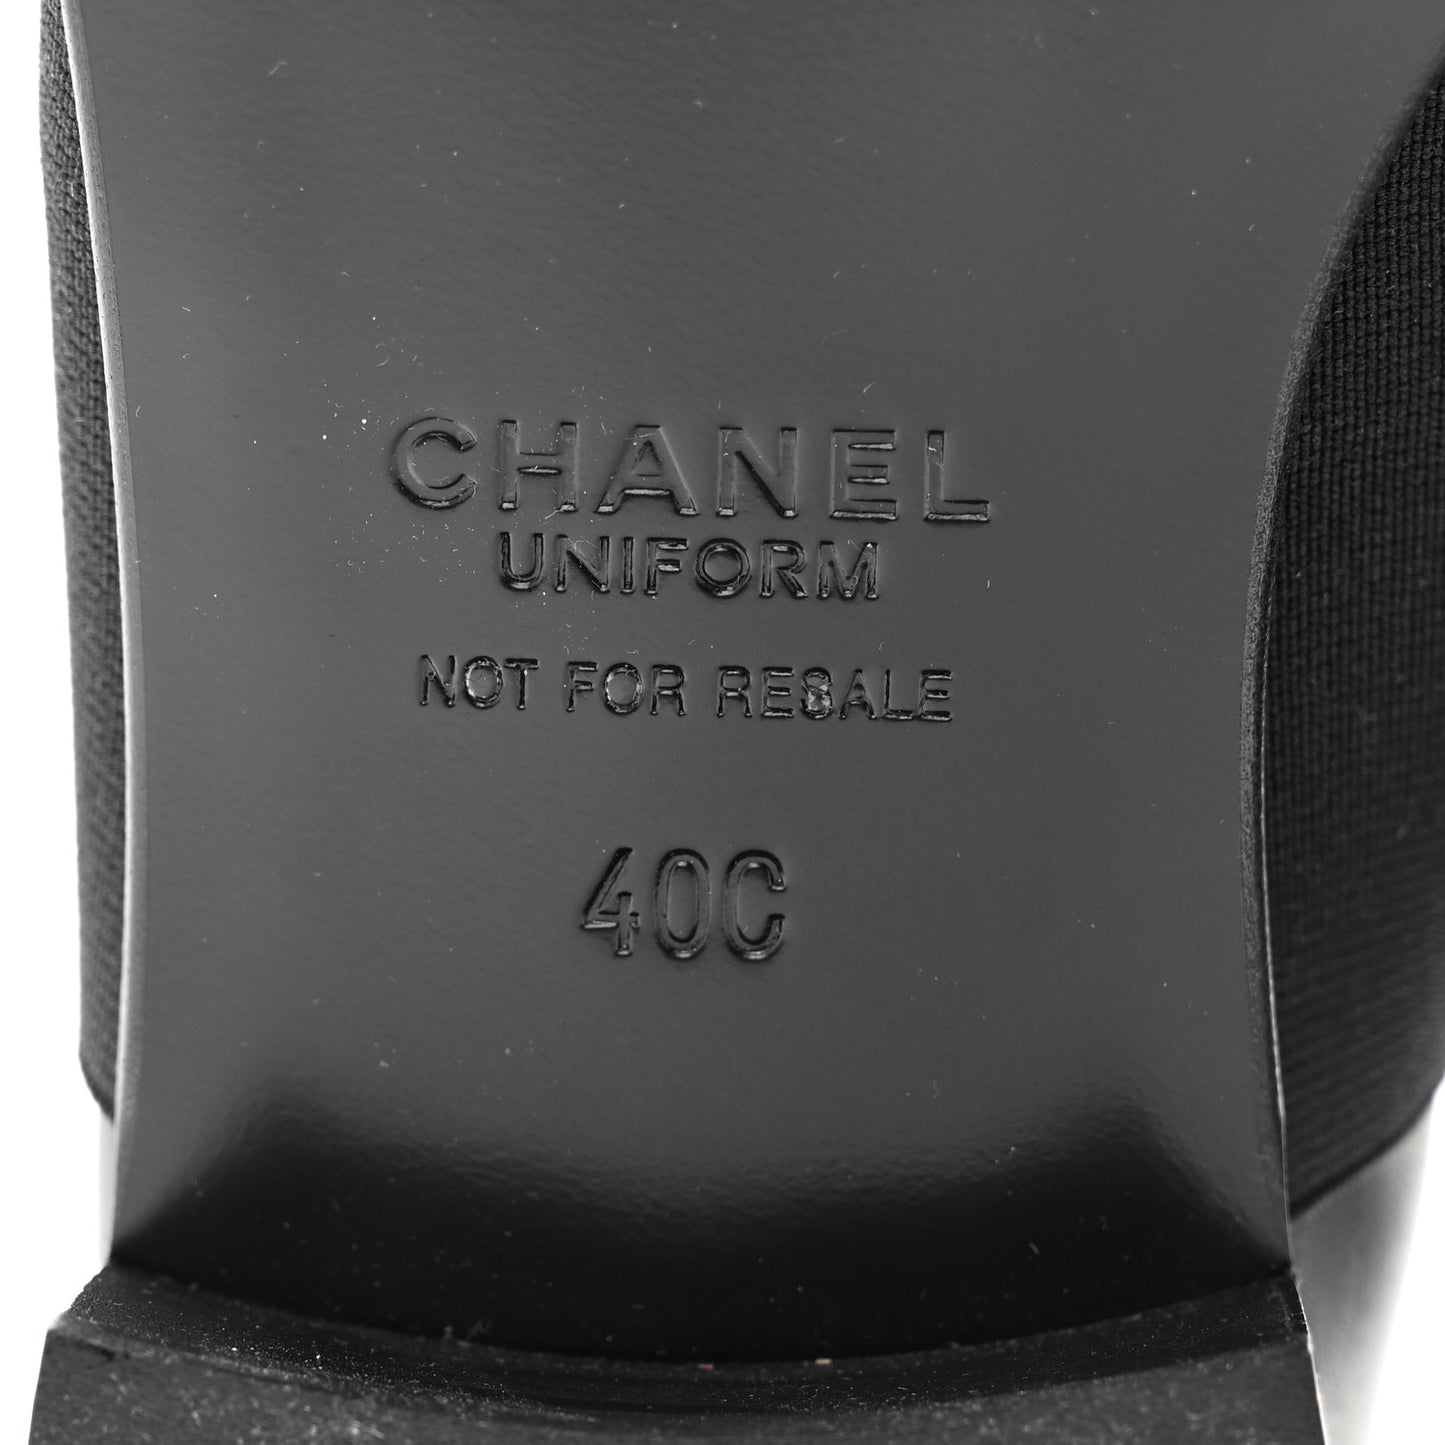 CHANEL
UNIFORM
NOT FOR RESALE
40C